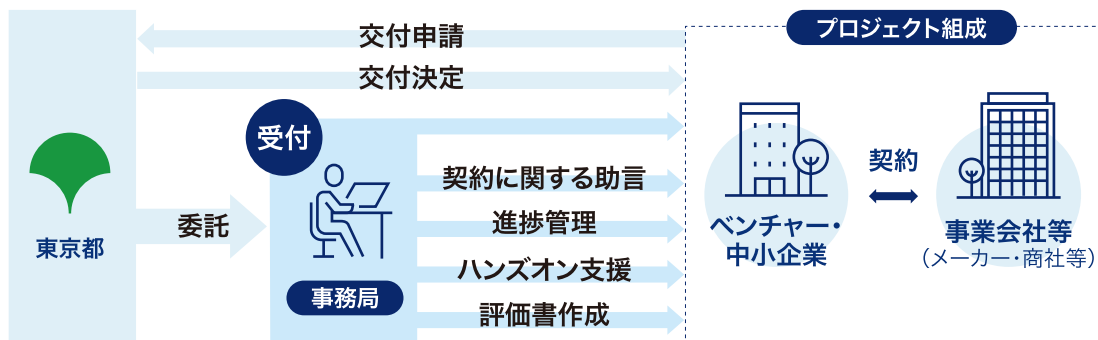 交付申請
交付決定
プロジェクト組成
受付
東京都
委託
事務局
契約に関する助言
進捗管理
ハンズオン支援
評価書作成
ベンチャー・
中小企業
契約
事業会社等
（メーカー・商社等）